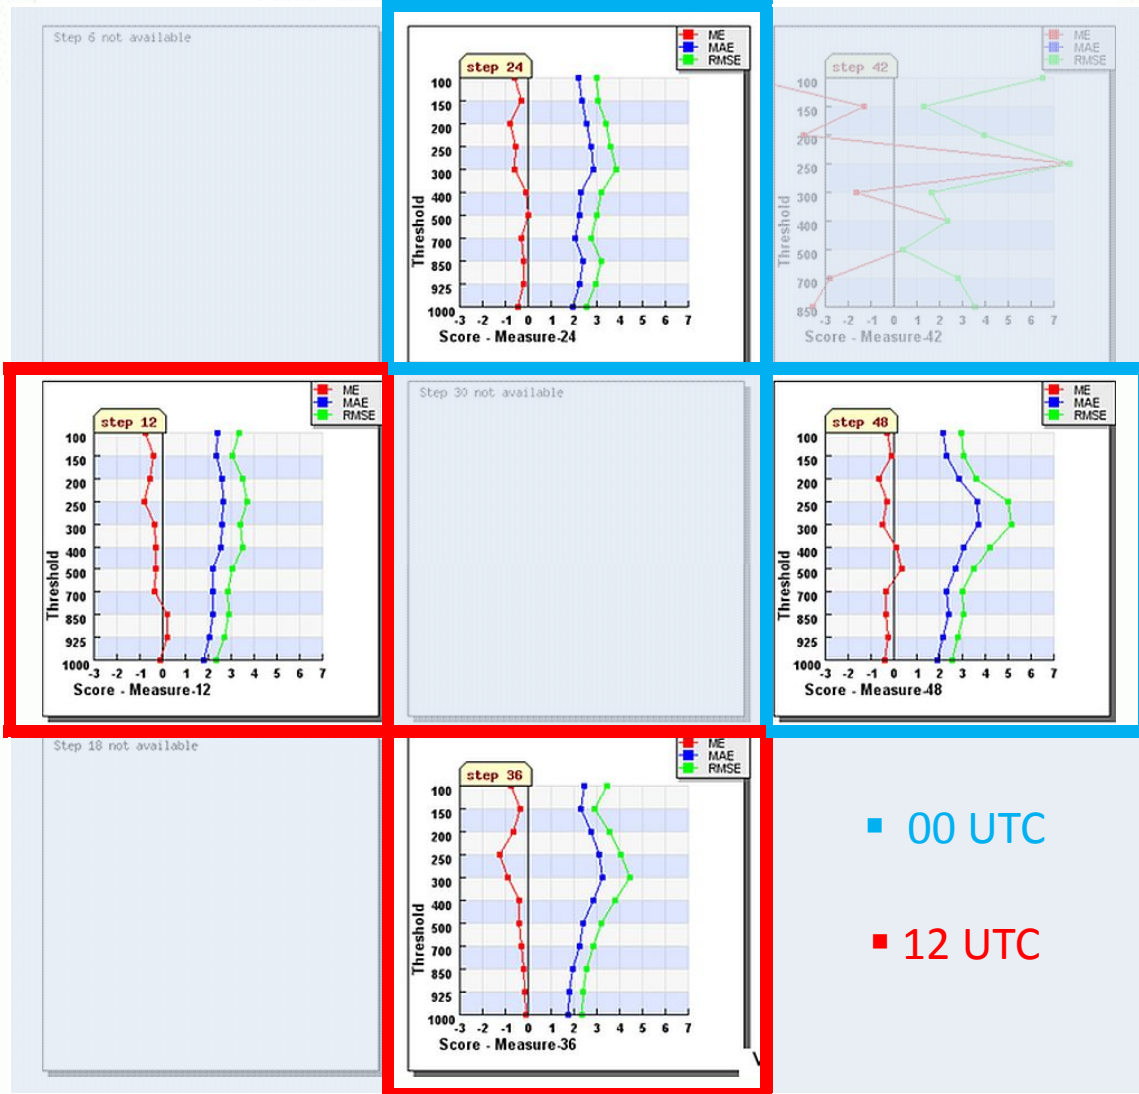 Step 6 not available
ME
MAE
RMSE
step 24
100
150
200
250
300
400
500
700
850
925
1000
Threshold
-3 -2 -1 0 1 2 3 4 5 6 7
Score - Measure-24
ME
MAE
RMSE
step 42
100
150
200
250
300
400
500
700
850
Threshold
-3 -2 -1 0 1 2 3 4 5 6 7
Score - Measure-42
ME
MAE
RMSE
step 12
100
150
200
250
300
400
500
700
850
925
1000
Threshold
-3 -2 -1 0 1 2 3 4 5 6 7
Score - Measure-12
Step 30 not available
ME
MAE
RMSE
step 48
100
150
200
250
300
400
500
700
850
925
1000
Threshold
-3 -2 -1 0 1 2 3 4 5 6 7
Score - Measure-48
Step 18 not available
ME
MAE
RMSE
step 36
100
150
200
250
300
400
500
700
850
925
1000
Threshold
-3 -2 -1 0 1 2 3 4 5 6 7
Score - Measure-36
00 UTC
12 UTC